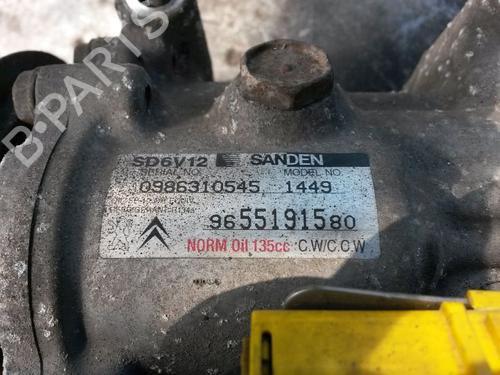 B-PARTS
SD6V12 SANDEN
SERIAL NO. MODEL NO.
0986310545 1449
9655191580
NORM Oil 135cc C.W/C.C.W